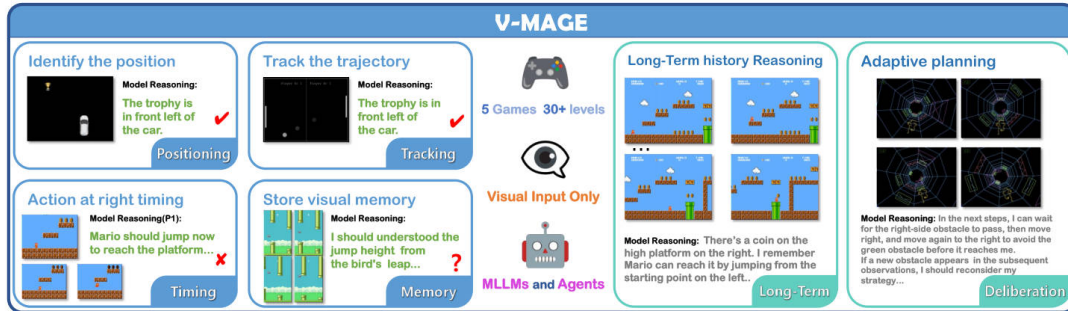 V-MAGE
Identify the position
Model Reasoning:
The trophy is
in front left of
the car.
Positioning
Track the trajectory
Model Reasoning:
The trophy is in
front left of
the car.
Tracking
Action at right timing
Model Reasoning(P1):
Mario should jump now
to reach the platform...
Timing
Store visual memory
Model Reasoning:
I should understood the
jump height from
the bird's leap...
?
Memory
5 Games 30+ levels
Visual Input Only
MLLMs and Agents
Long-Term history Reasoning
...
Model Reasoning: There's a coin on the
high platform on the right. I remember
Mario can reach it by jumping from the
starting point on the left..
Long-Term
Adaptive planning
Model Reasoning: In the next steps, I can wait
for the right-side obstacle to pass, then move
right, and move again to the right to avoid the
green obstacle before it reaches me.
If a new obstacle appears in the subsequent
observations, I should reconsider my
strategy...
Deliberation